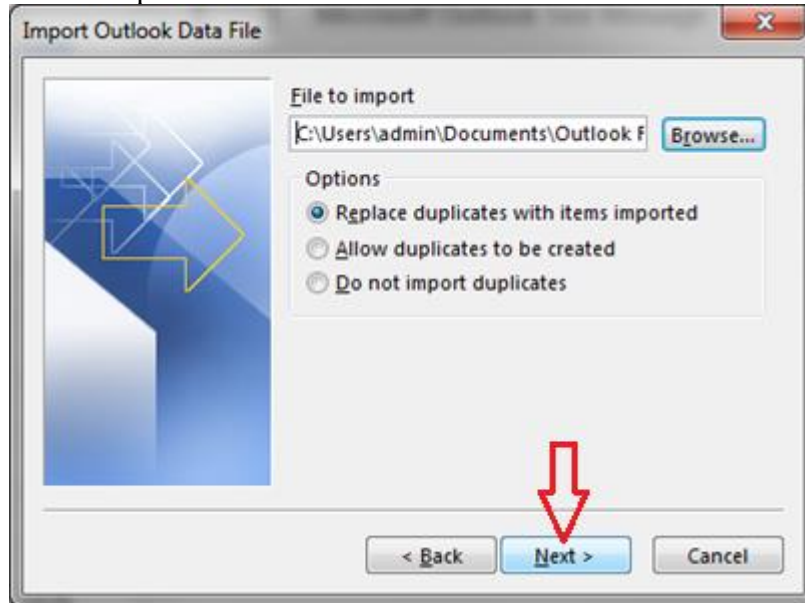 Import Outlook Data File
File to import
C:\Users\admin\Documents\Outlook F
Browse...
Options
Replace duplicates with items imported
Allow duplicates to be created
Do not import duplicates
< Back
Next >
Cancel